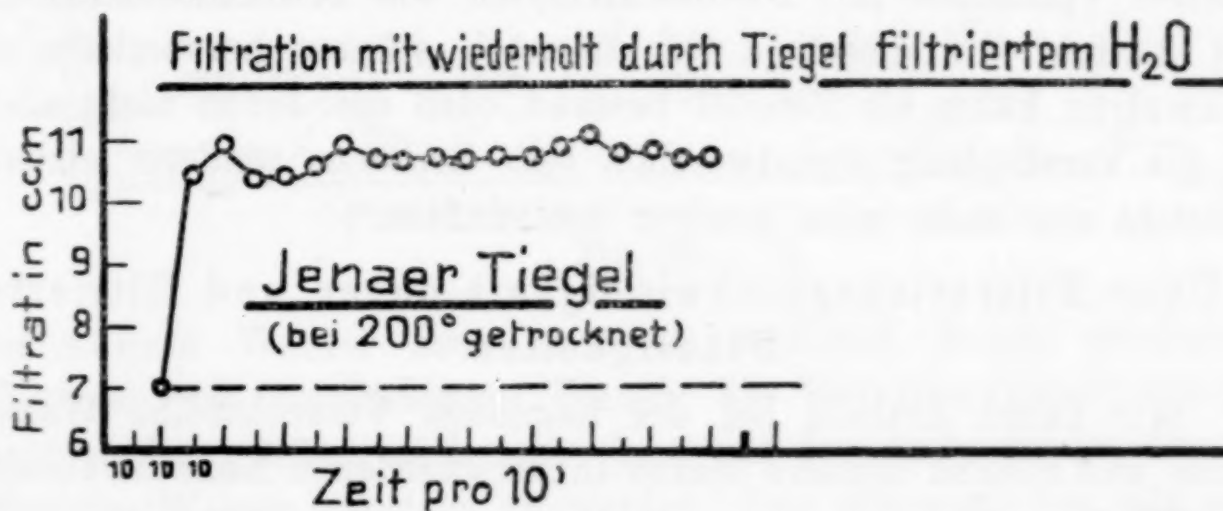 Filtration mit wiederholt durch Tiegel filtriertem H₂O
Filtrat in ccm
11
10
9
8
7
6
Jenaer Tiegel
(bei 200° getrocknet)
10 10 10
Zeit pro 10'